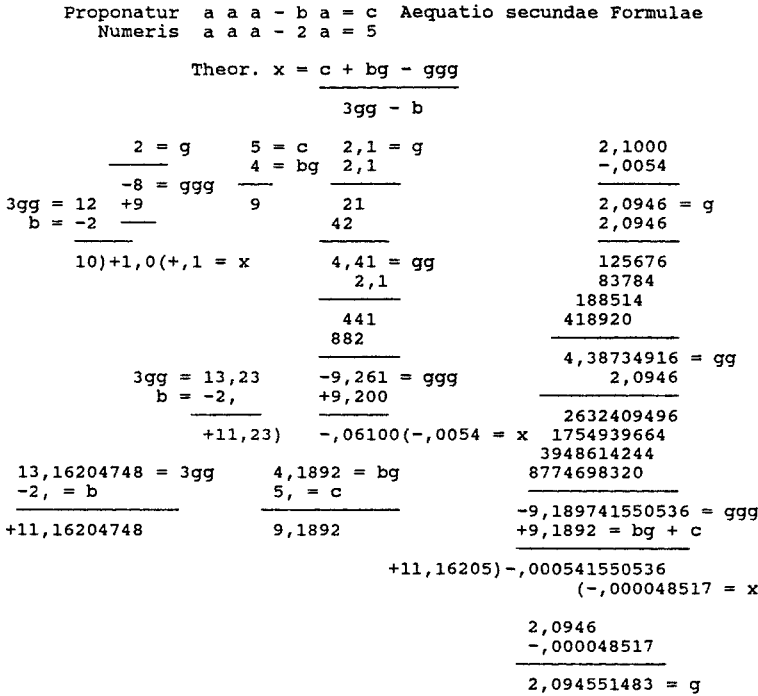 Proponatur a a a - b a = c Aequatio secundae Formulae
Numeris a a a - 2 a = 5
Theor. x = c + bg - ggg
3gg - b
2 = g 5 = c 2,1 = g 2,1000
4 = bg 2,1 -,0054
-8 = ggg
3gg = 12 +9 9 21 2,0946 = g
b = -2 42 2,0946
10)+1,0(+,1 = x 4,41 = gg 125676
2,1 83784
188514
441 418920
882
4,38734916 = gg
3gg = 13,23 -9,261 = ggg 2,0946
b = -2, +9,200
2632409496
+11,23) -,06100(-,0054 = x 1754939664
3948614244
13,16204748 = 3gg 4,1892 = bg 8774698320
-2, = b 5, = c
-9,189741550536 = ggg
+11,16204748 9,1892 +9,1892 = bg + c
+11,16205)-,000541550536
(-,000048517 = x
2,0946
-,000048517
2,094551483 = g